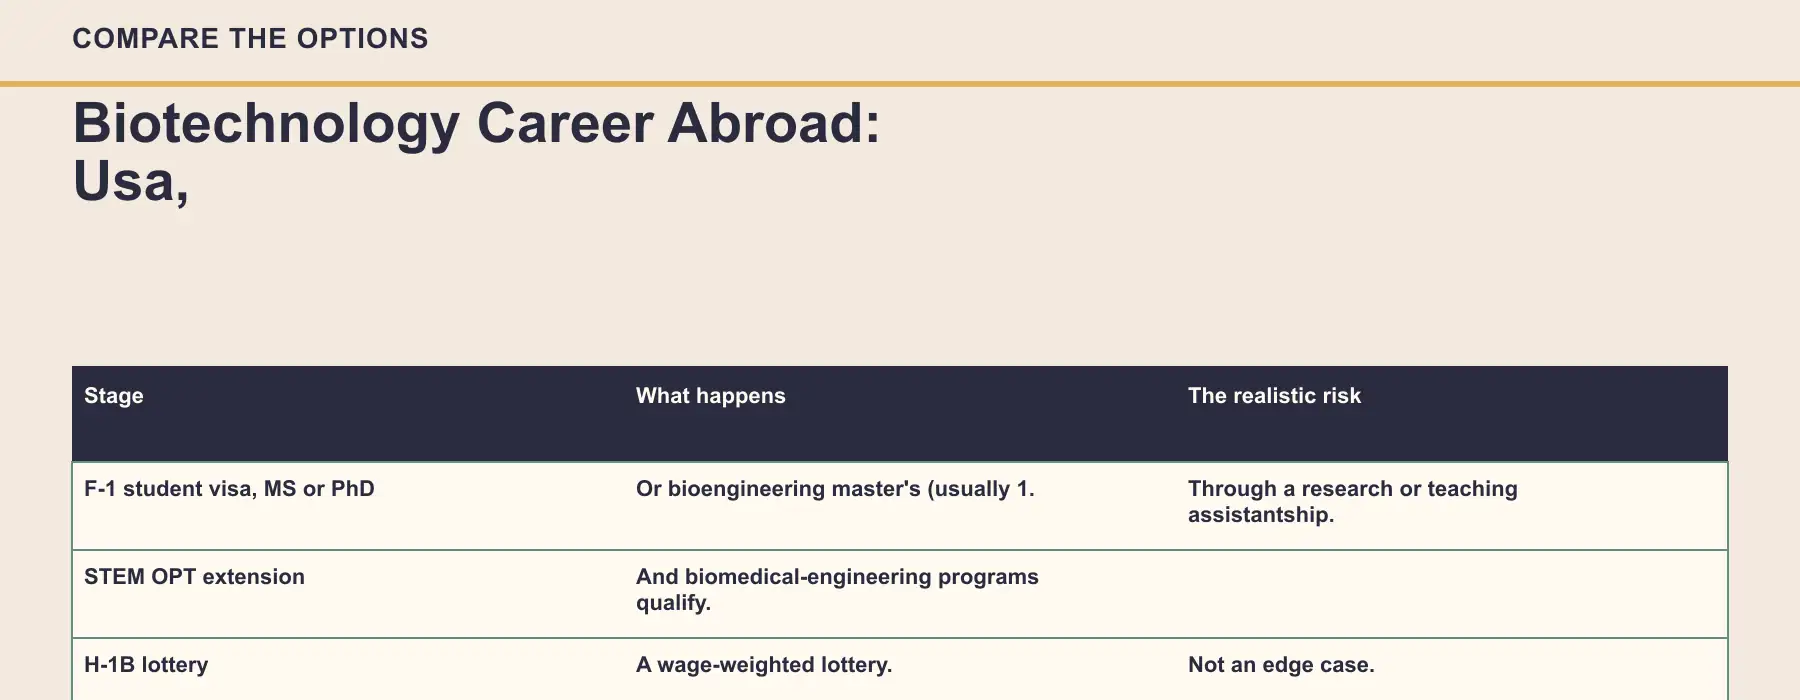 COMPARE THE OPTIONS
Biotechnology Career Abroad:
Usa,
Stage
What happens
The realistic risk
F-1 student visa, MS or PhD
Or bioengineering master's (usually 1.
Through a research or teaching
assistantship.
STEM OPT extension
And biomedical-engineering programs
qualify.
H-1B lottery
A wage-weighted lottery.
Not an edge case.